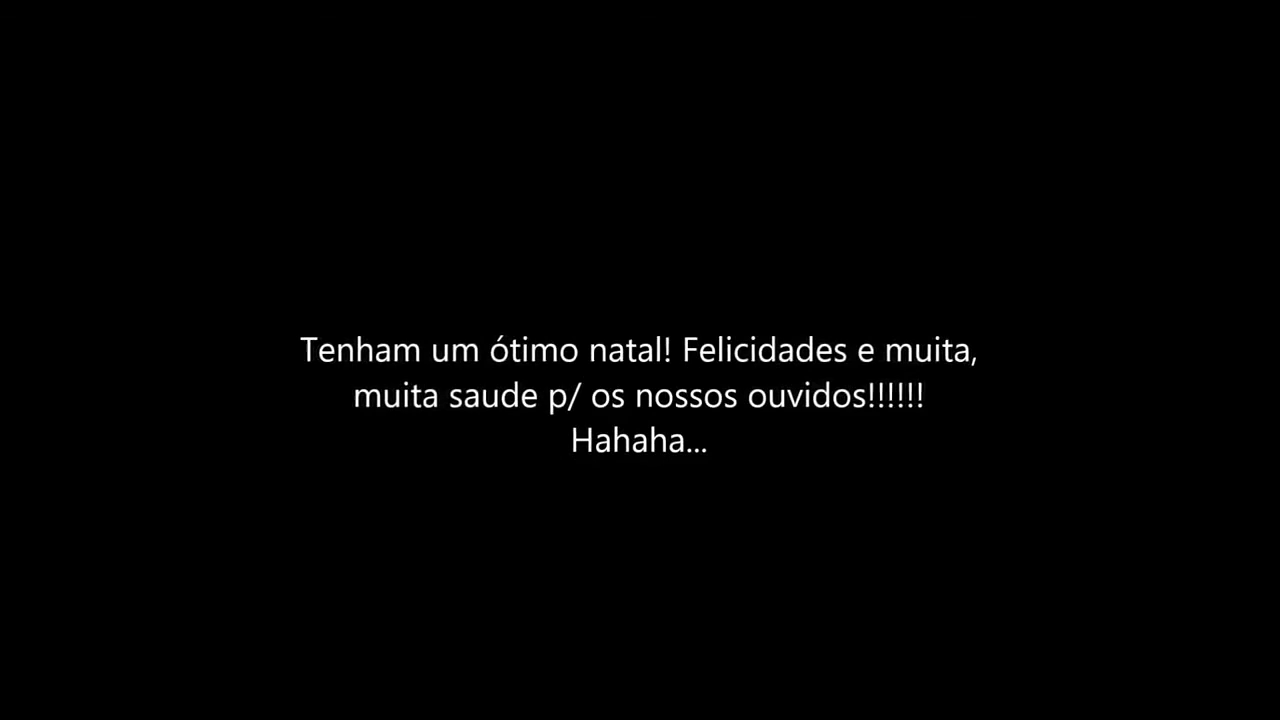 Tenham um ótimo natal! Felicidades e muita,
muita saude p/ os nossos ouvidos!!!!!!
Hahaha...